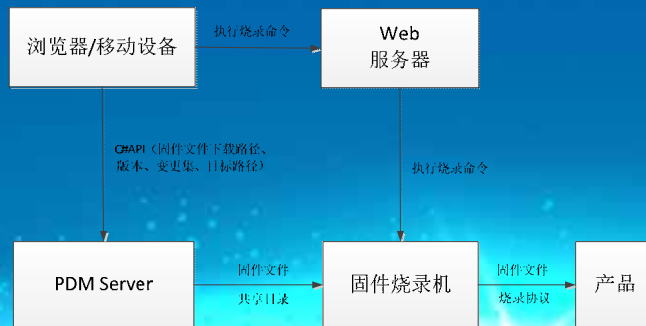 浏览器/移动设备
执行烧录命令
Web
服务器
C#API（固件文件下载路径、
版本、变更集、目标路径）
执行烧录命令
PDM Server
固件文件
共享目录
固件烧录机
固件文件
烧录协议
产品